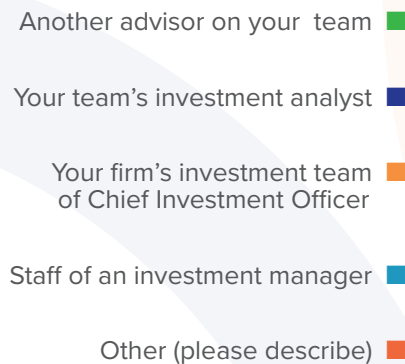 Another advisor on your team
Your team's investment analyst
Your firm's investment team
of Chief Investment Officer
Staff of an investment manager
Other (please describe)